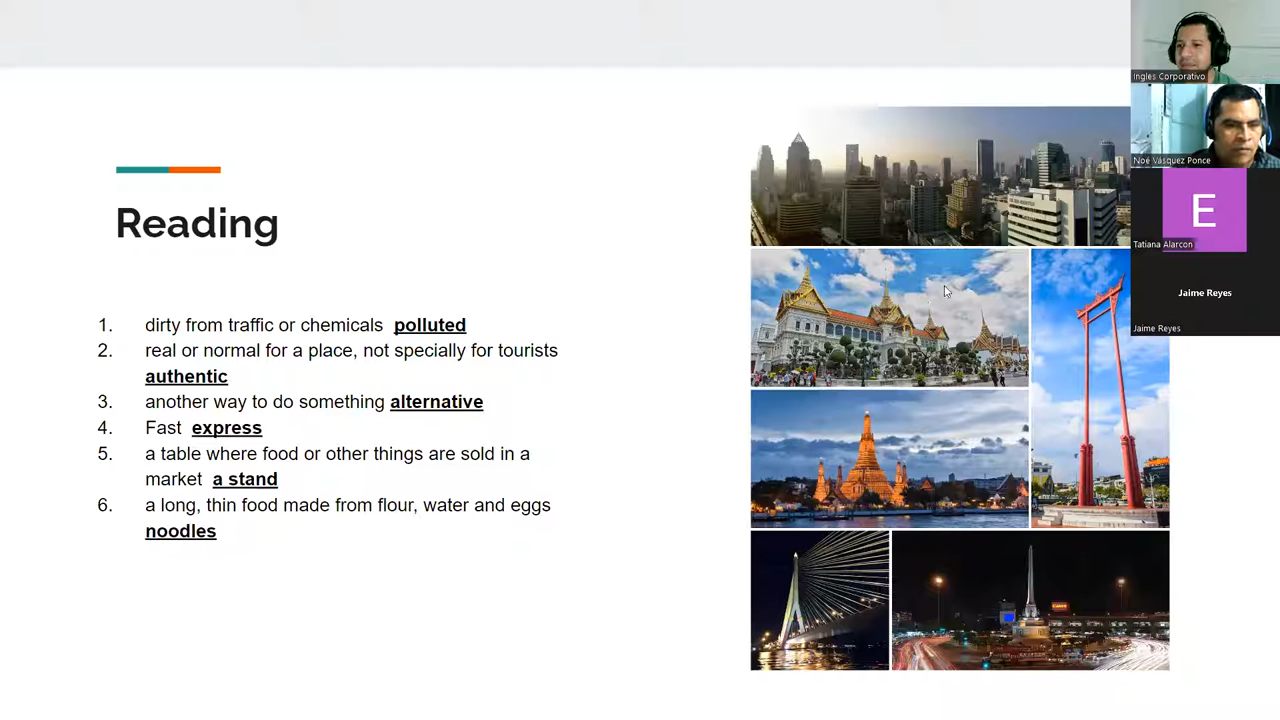 Reading
1. dirty from traffic or chemicals polluted
2. real or normal for a place, not specially for tourists
authentic
3. another way to do something alternative
4. Fast express
5. a table where food or other things are sold in a
market a stand
6. a long, thin food made from flour, water and eggs
noodles
Ingles Corporativo
Noé Vásquez Ponce
E
Tatiana Alarcon
Jaime Reyes
Jaime Reyes